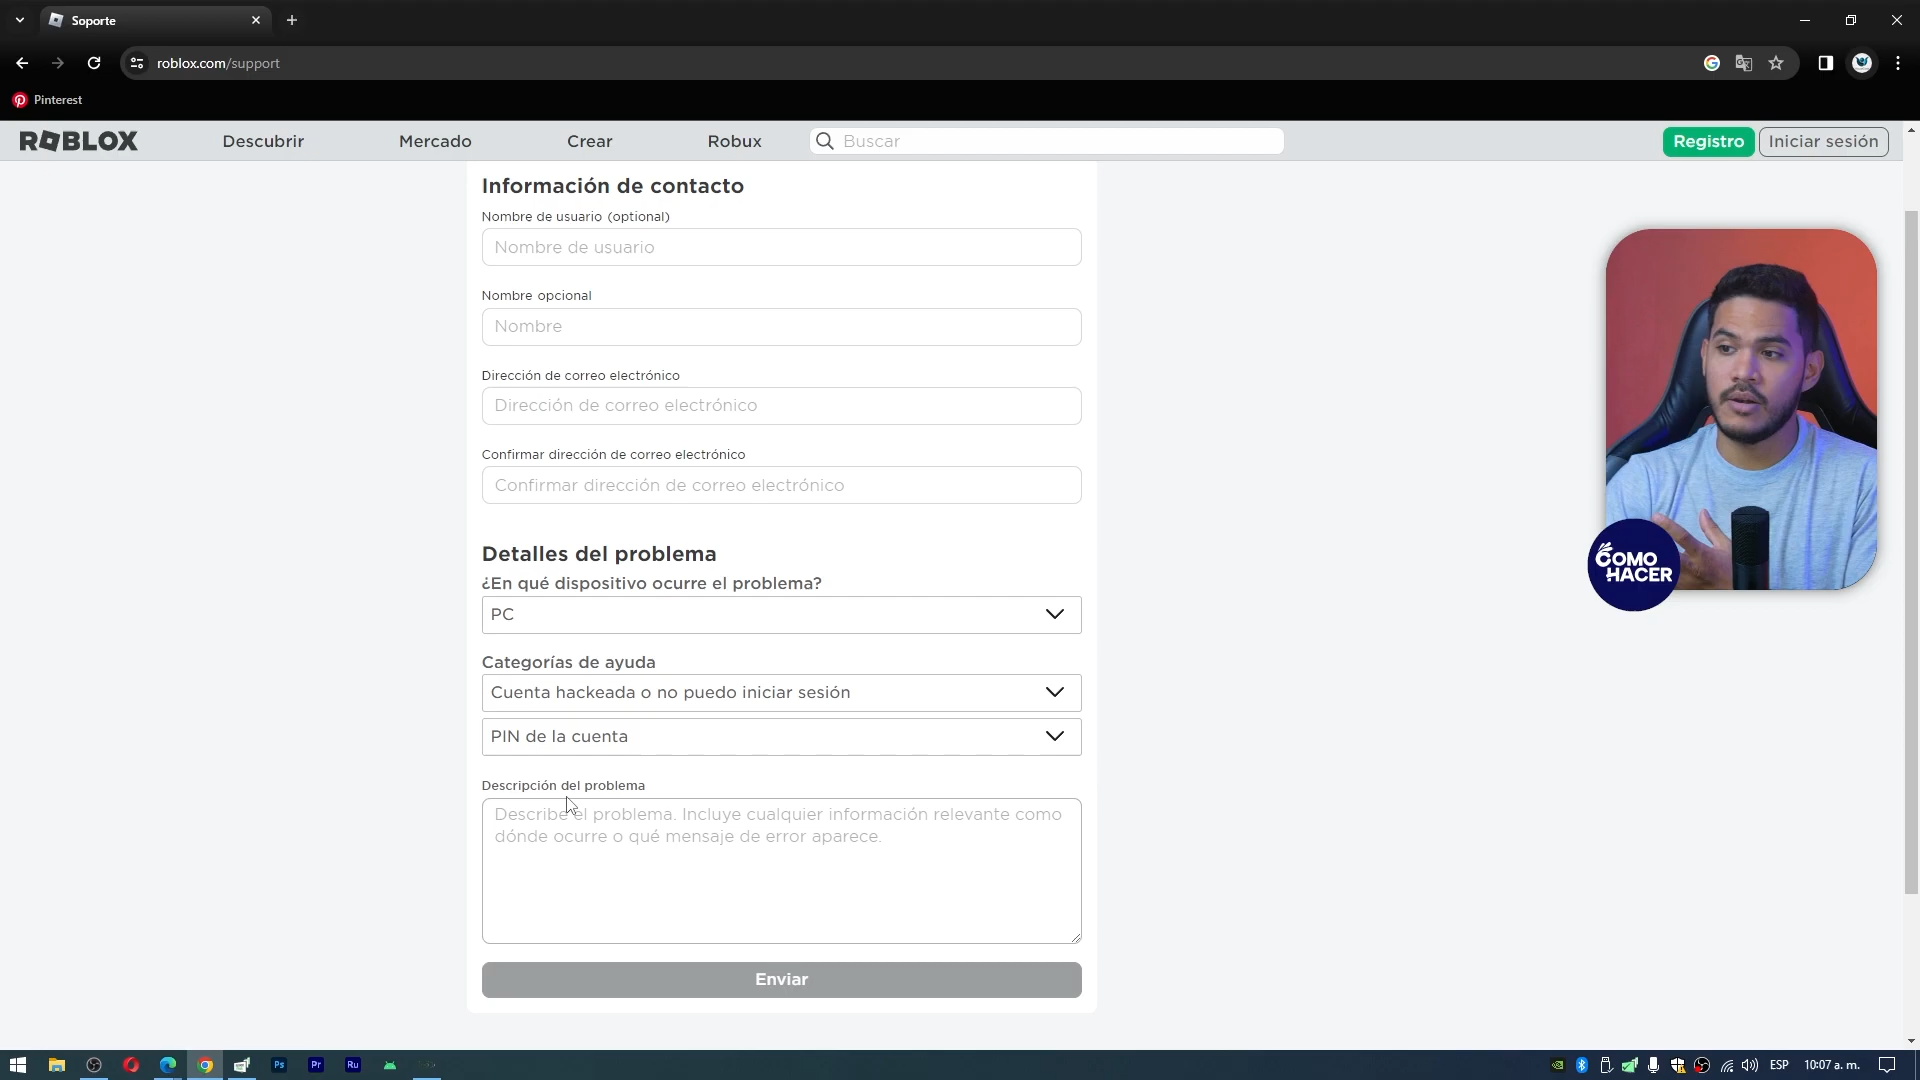 Soporte
roblox.com/support
Pinterest
ROBLOX
Descubrir
Mercado
Crear
Robux
Buscar
Registro
Iniciar sesión
Información de contacto
Nombre de usuario (optional)
Nombre de usuario
Nombre opcional
Nombre
Dirección de correo electrónico
Dirección de correo electrónico
Confirmar dirección de correo electrónico
Confirmar dirección de correo electrónico
COMO
HACER
Detalles del problema
¿En qué dispositivo ocurre el problema?
PC
Categorías de ayuda
Cuenta hackeada o no puedo iniciar sesión
PIN de la cuenta
Descripción del problema
Describe el problema. Incluye cualquier información relevante como
dónde ocurre o qué mensaje de error aparece.
Enviar
Ps
Pr
Ru
ESP
10:07 a. m.